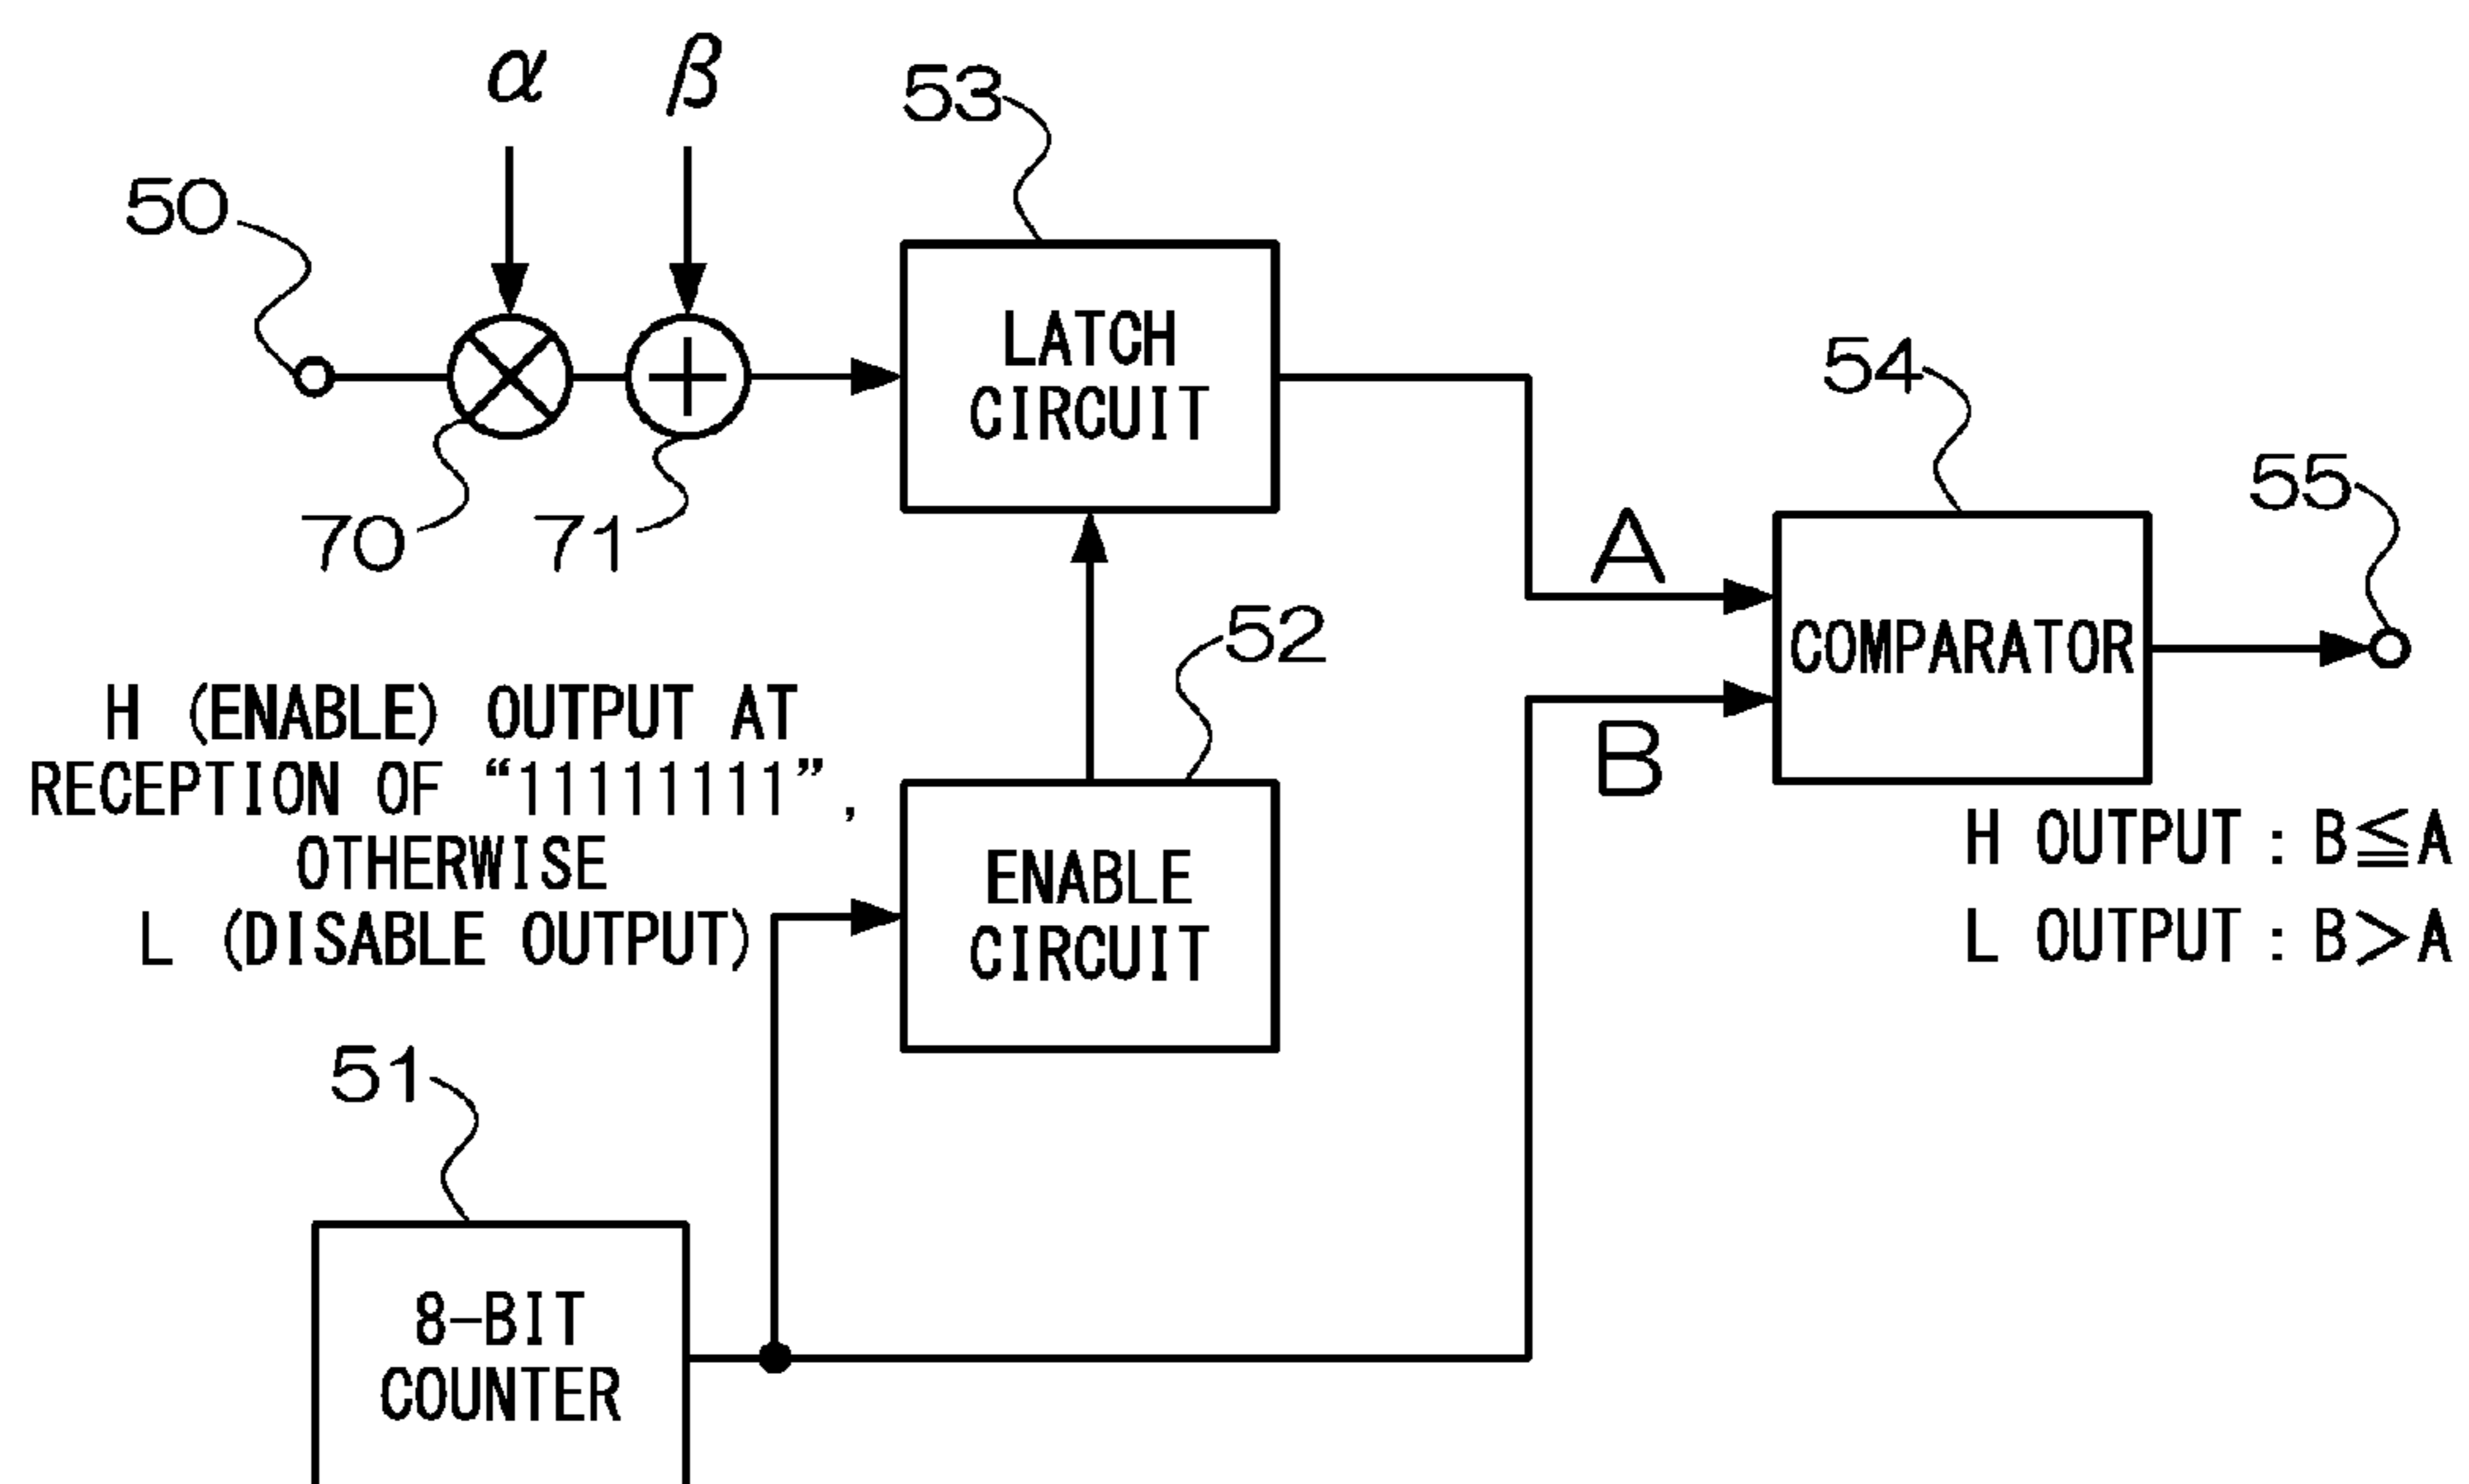 α
β
53
50
LATCH
CIRCUIT
54
55
70
71
A
COMPARATOR
52
B
H (ENABLE) OUTPUT AT
RECEPTION OF “11111111”,
OTHERWISE
L (DISABLE OUTPUT)
ENABLE
CIRCUIT
H OUTPUT : B≦A
L OUTPUT : B>A
51
8-BIT
COUNTER